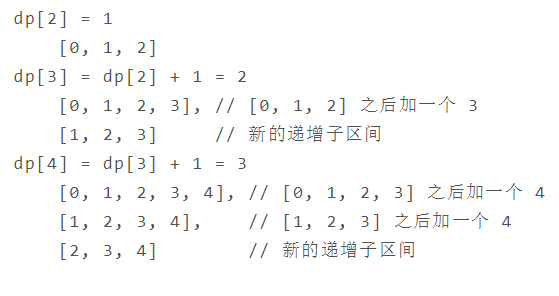 dp[2] = 1
    [0, 1, 2]
dp[3] = dp[2] + 1 = 2
    [0, 1, 2, 3], // [0, 1, 2] 之后加一个 3
    [1, 2, 3]     // 新的递增子区间
dp[4] = dp[3] + 1 = 3
    [0, 1, 2, 3, 4], // [0, 1, 2, 3] 之后加一个 4
    [1, 2, 3, 4],    // [1, 2, 3] 之后加一个 4
    [2, 3, 4]        // 新的递增子区间